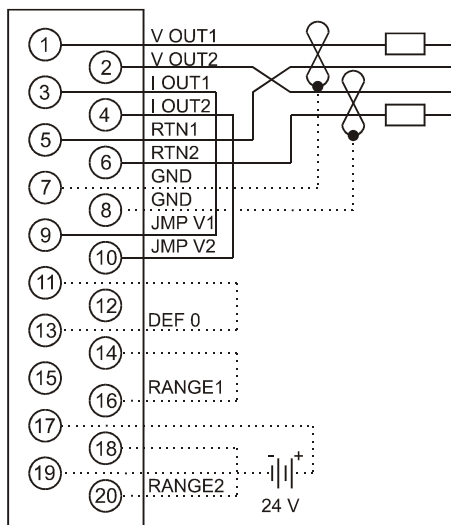 1 V OUT1
2 V OUT2
3 I OUT1
4 I OUT2
5 RTN1
6 RTN2
7 GND
8 GND
9 JMP V1
10 JMP V2
11
12
13 DEF 0
14
15
16 RANGE1
17
18
19 - +
20 RANGE2
24 V